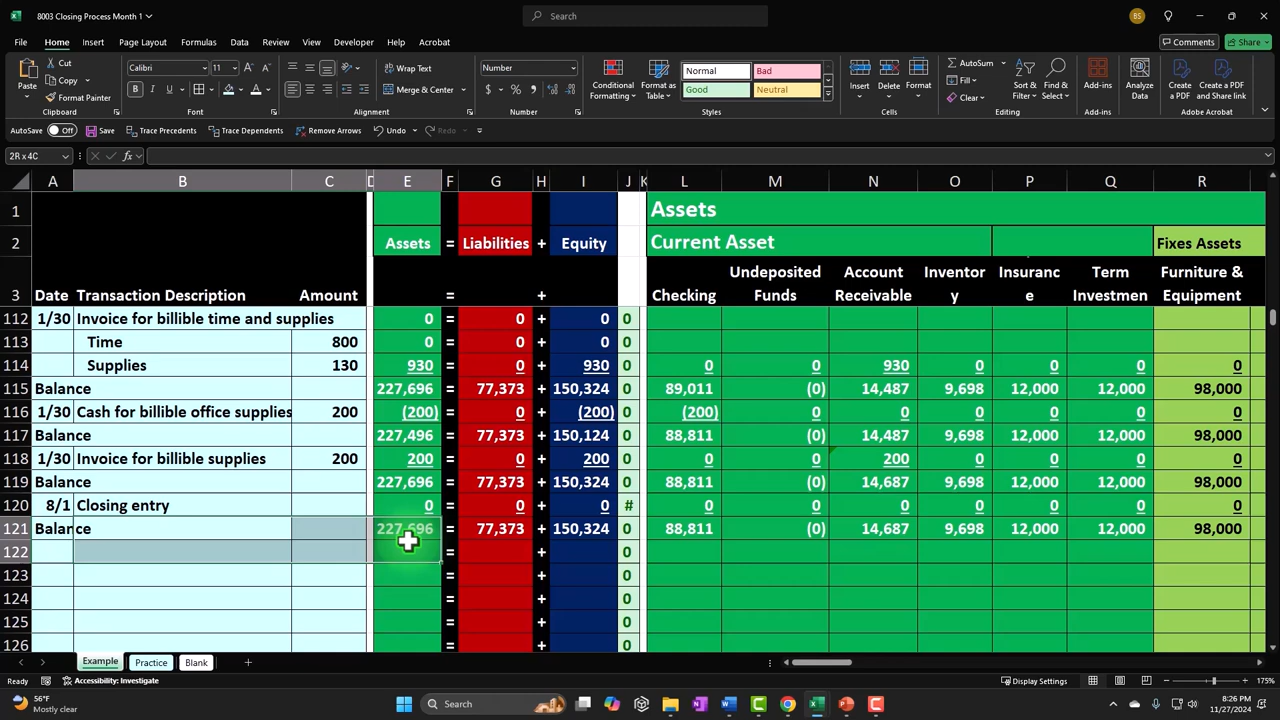 8003 Closing Process Month 1
Search
BS
File Home Insert Page Layout Formulas Data Review View Developer Help Acrobat
Comments Share
Paste Cut Copy Format Painter Clipboard
Calibri 11 Font
Wrap Text Merge & Center Alignment
Number Number
Conditional Formatting Format as Table
Normal Bad Good Neutral Styles
Insert Delete Format Cells
AutoSum Fill Clear Sort & Filter Find & Select Editing
Add-ins Add-ins
Analyze Data
Create a PDF Create a PDF and Share link Adobe Acrobat
AutoSave Off Save Trace Precedents Trace Dependents Remove Arrows Undo Redo
2R x 4C fx
A B C D E F G H I J K L M N O P Q R
1 Assets
2 Assets = Liabilities + Equity Current Asset Fixes Assets
3 Date Transaction Description Amount = + Checking Undeposited Funds Account Receivable Inventory Insurance Term Investmen Furniture & Equipment
112 1/30 Invoice for billible time and supplies 0 = 0 + 0 0
113 Time 800 0 = 0 + 0 0
114 Supplies 130 930 = 0 + 930 0 0 0 930 0 0 0 0
115 Balance 227,696 = 77,373 + 150,324 0 89,011 (0) 14,487 9,698 12,000 12,000 98,000
116 1/30 Cash for billible office supplies 200 (200) = 0 + (200) 0 (200) 0 0 0 0 0 0
117 Balance 227,496 = 77,373 + 150,124 0 88,811 (0) 14,487 9,698 12,000 12,000 98,000
118 1/30 Invoice for billible supplies 200 200 = 0 + 200 0 0 0 200 0 0 0 0
119 Balance 227,696 = 77,373 + 150,324 0 88,811 (0) 14,687 9,698 12,000 12,000 98,000
120 8/1 Closing entry 0 = 0 + 0 # 0 0 0 0 0 0 0
121 Balance 227,696 = 77,373 + 150,324 0 88,811 (0) 14,687 9,698 12,000 12,000 98,000
122 = + 0
123 = + 0
124 = + 0
125 = + 0
126 = + 0
Example Practice Blank
Ready Accessibility: Investigate Display Settings 175%
56°F
Mostly clear
Search
8:26 PM
11/27/2024